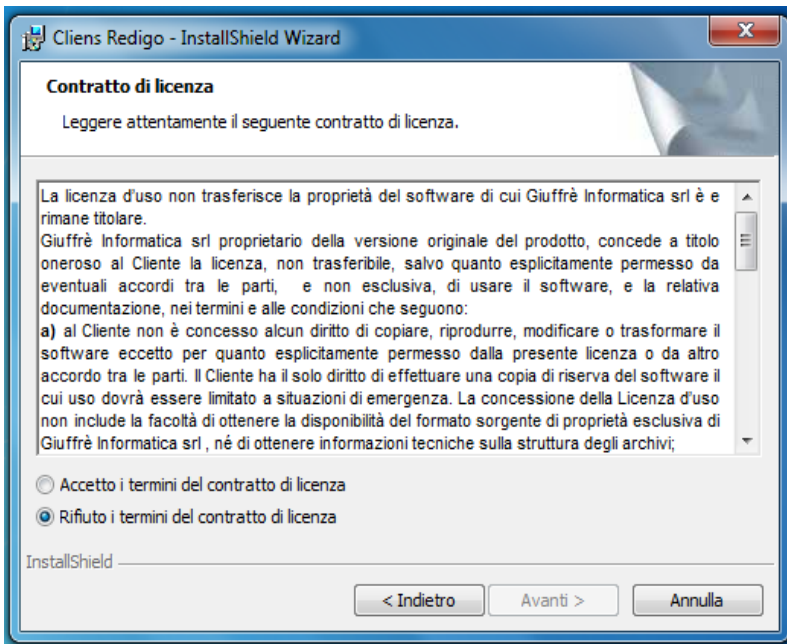 Cliens Redigo - InstallShield Wizard
Contratto di licenza
Leggere attentamente il seguente contratto di licenza.
La licenza d'uso non trasferisce la proprietà del software di cui Giuffrè Informatica srl è e
rimane titolare.
Giuffrè Informatica srl proprietario della versione originale del prodotto, concede a titolo
oneroso al Cliente la licenza, non trasferibile, salvo quanto esplicitamente permesso da
eventuali accordi tra le parti, e non esclusiva, di usare il software, e la relativa
documentazione, nei termini e alle condizioni che seguono:
a) al Cliente non è concesso alcun diritto di copiare, riprodurre, modificare o trasformare il
software eccetto per quanto esplicitamente permesso dalla presente licenza o da altro
accordo tra le parti. Il Cliente ha il solo diritto di effettuare una copia di riserva del software il
cui uso dovrà essere limitato a situazioni di emergenza. La concessione della Licenza d'uso
non include la facoltà di ottenere la disponibilità del formato sorgente di proprietà esclusiva di
Giuffrè Informatica srl , né di ottenere informazioni tecniche sulla struttura degli archivi;
Accetto i termini del contratto di licenza
Rifiuto i termini del contratto di licenza
InstallShield
< Indietro
Avanti >
Annulla